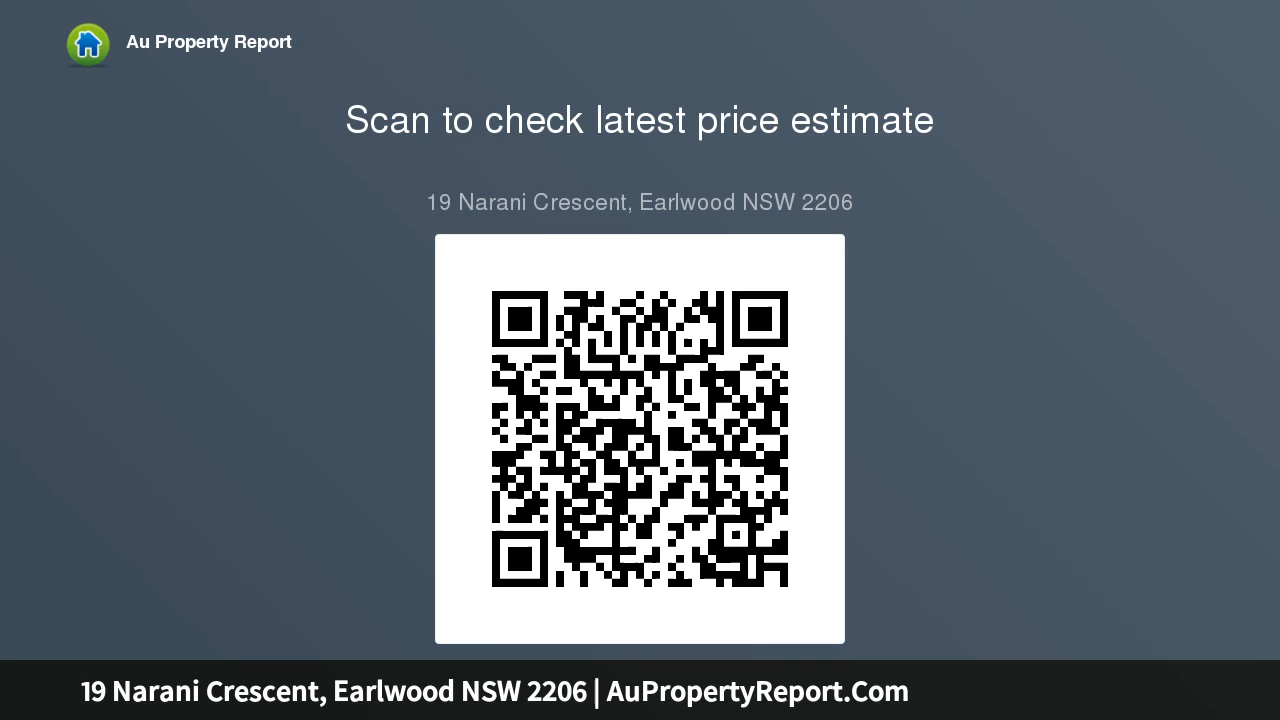 Au Property Report
Scan to check latest price estimate
19 Narani Crescent, Earlwood NSW 2206
19 Narani Crescent, Earlwood NSW 2206 | AuPropertyReport.Com